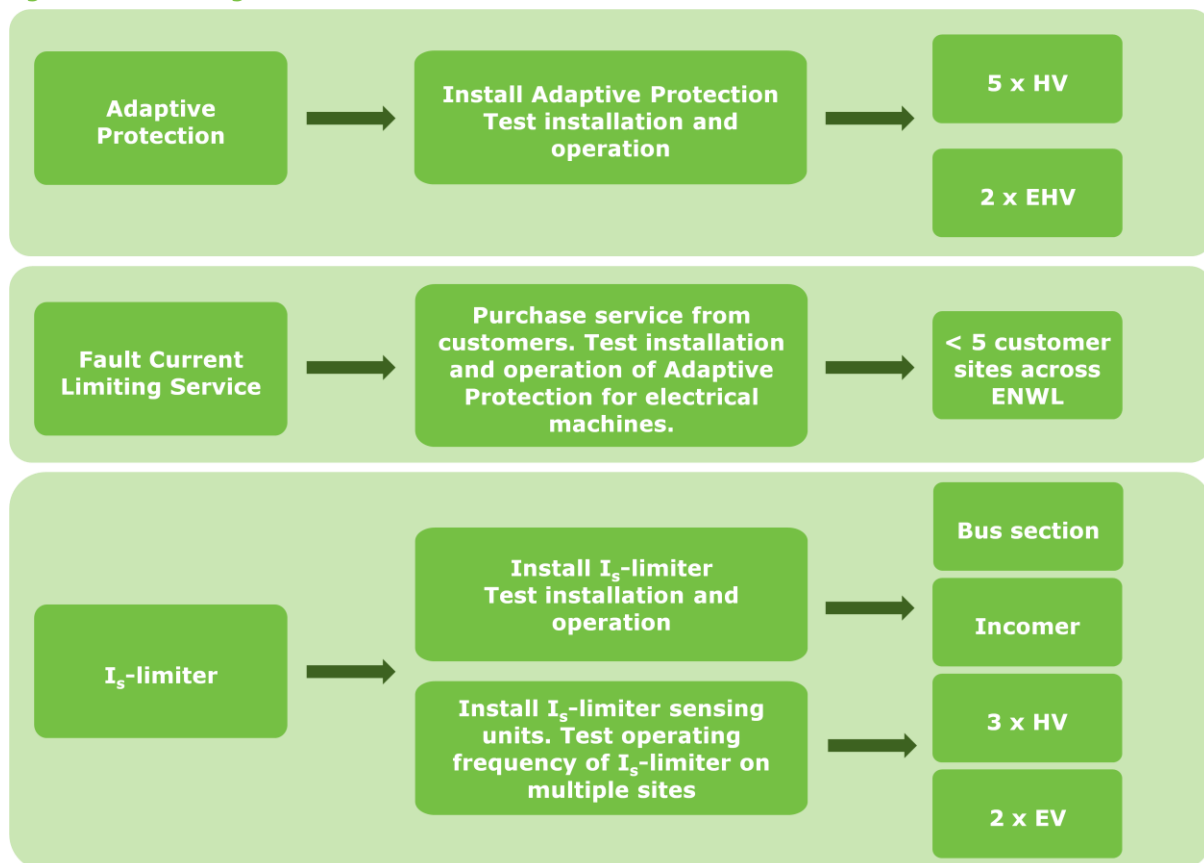 Adaptive
Protection
Install Adaptive Protection
Test installation and
operation
5 x HV
2 x EHV
Fault Current
Limiting Service
Purchase service from
customers. Test installation
and operation of Adaptive
Protection for electrical
machines.
< 5 customer
sites across
ENWL
Iₛ-limiter
Install Iₛ-limiter
Test installation and
operation
Bus section
Incomer
Install Iₛ-limiter sensing
units. Test operating
frequency of Iₛ-limiter on
multiple sites
3 x HV
2 x EV